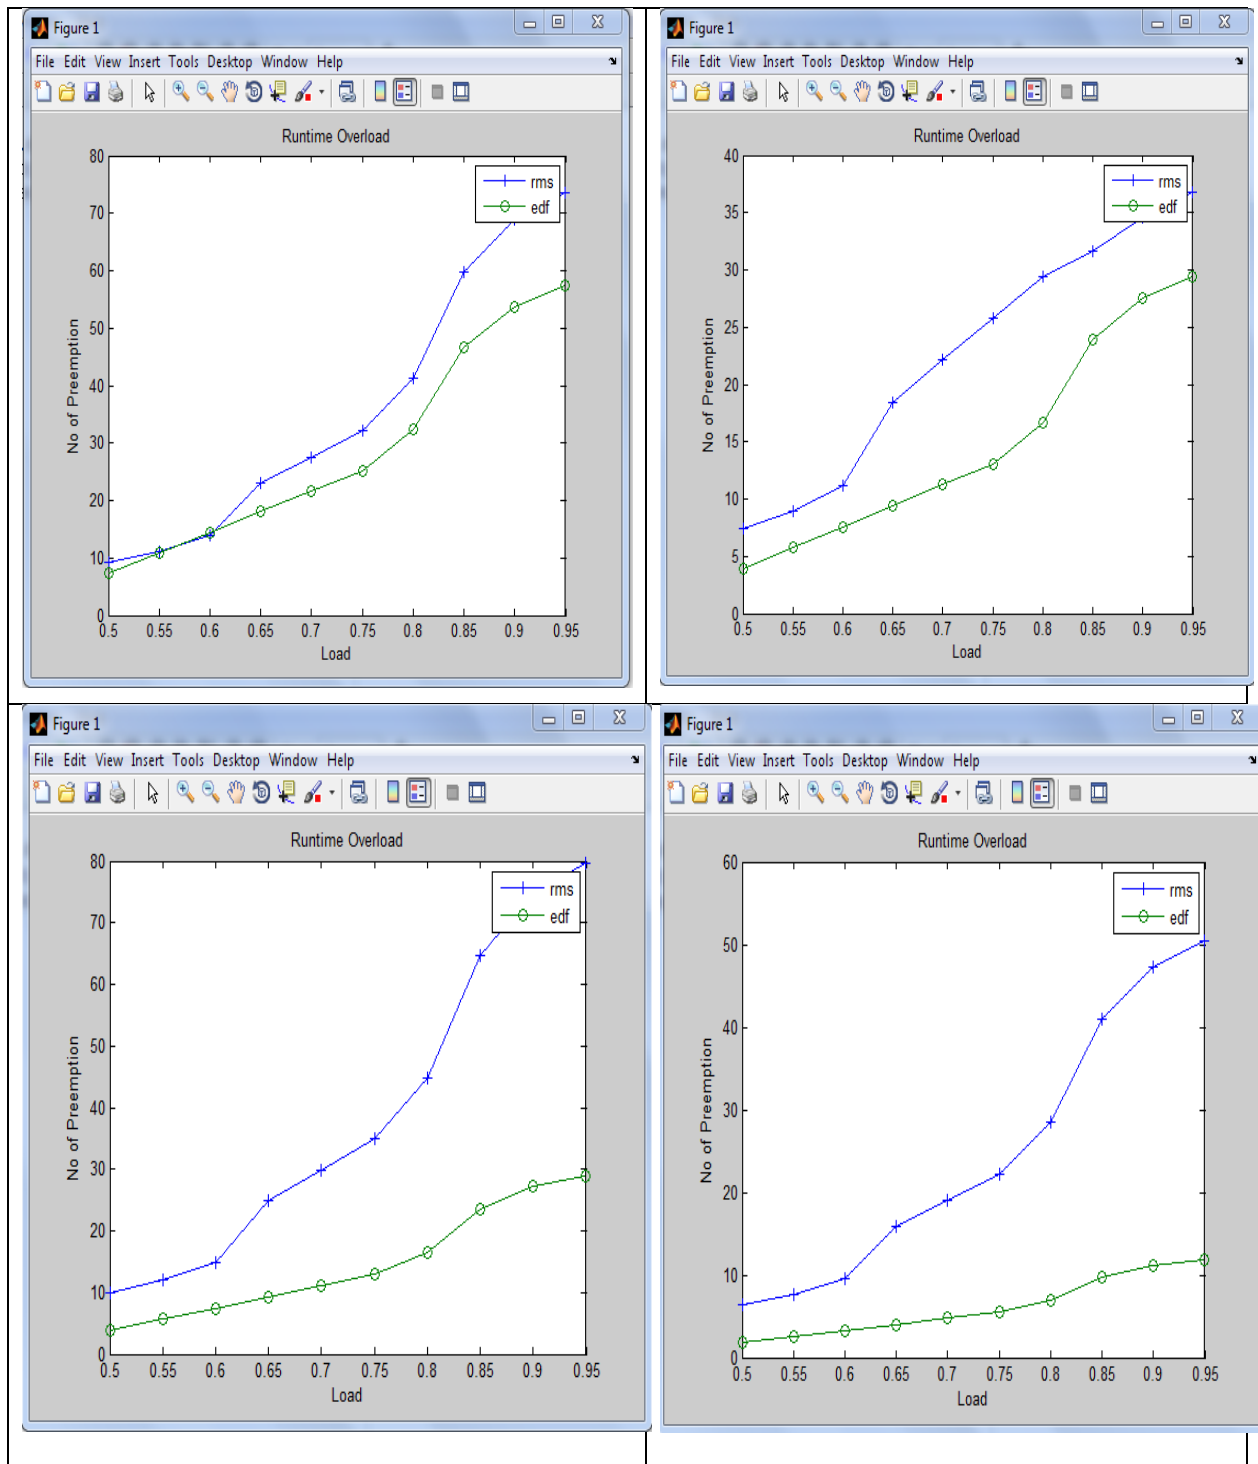 Figure 1
File Edit View Insert Tools Desktop Window Help
Runtime Overload
80
70
60
50
40
30
20
10
0
No of Preemption
rms
edf
0.5 0.55 0.6 0.65 0.7 0.75 0.8 0.85 0.9 0.95
Load
Figure 1
File Edit View Insert Tools Desktop Window Help
Runtime Overload
40
35
30
25
20
15
10
5
0
No of Preemption
rms
edf
0.5 0.55 0.6 0.65 0.7 0.75 0.8 0.85 0.9 0.95
Load
Figure 1
File Edit View Insert Tools Desktop Window Help
Runtime Overload
80
70
60
50
40
30
20
10
0
No of Preemption
rms
edf
0.5 0.55 0.6 0.65 0.7 0.75 0.8 0.85 0.9 0.95
Load
Figure 1
File Edit View Insert Tools Desktop Window Help
Runtime Overload
60
50
40
30
20
10
0
No of Preemption
rms
edf
0.5 0.55 0.6 0.65 0.7 0.75 0.8 0.85 0.9 0.95
Load